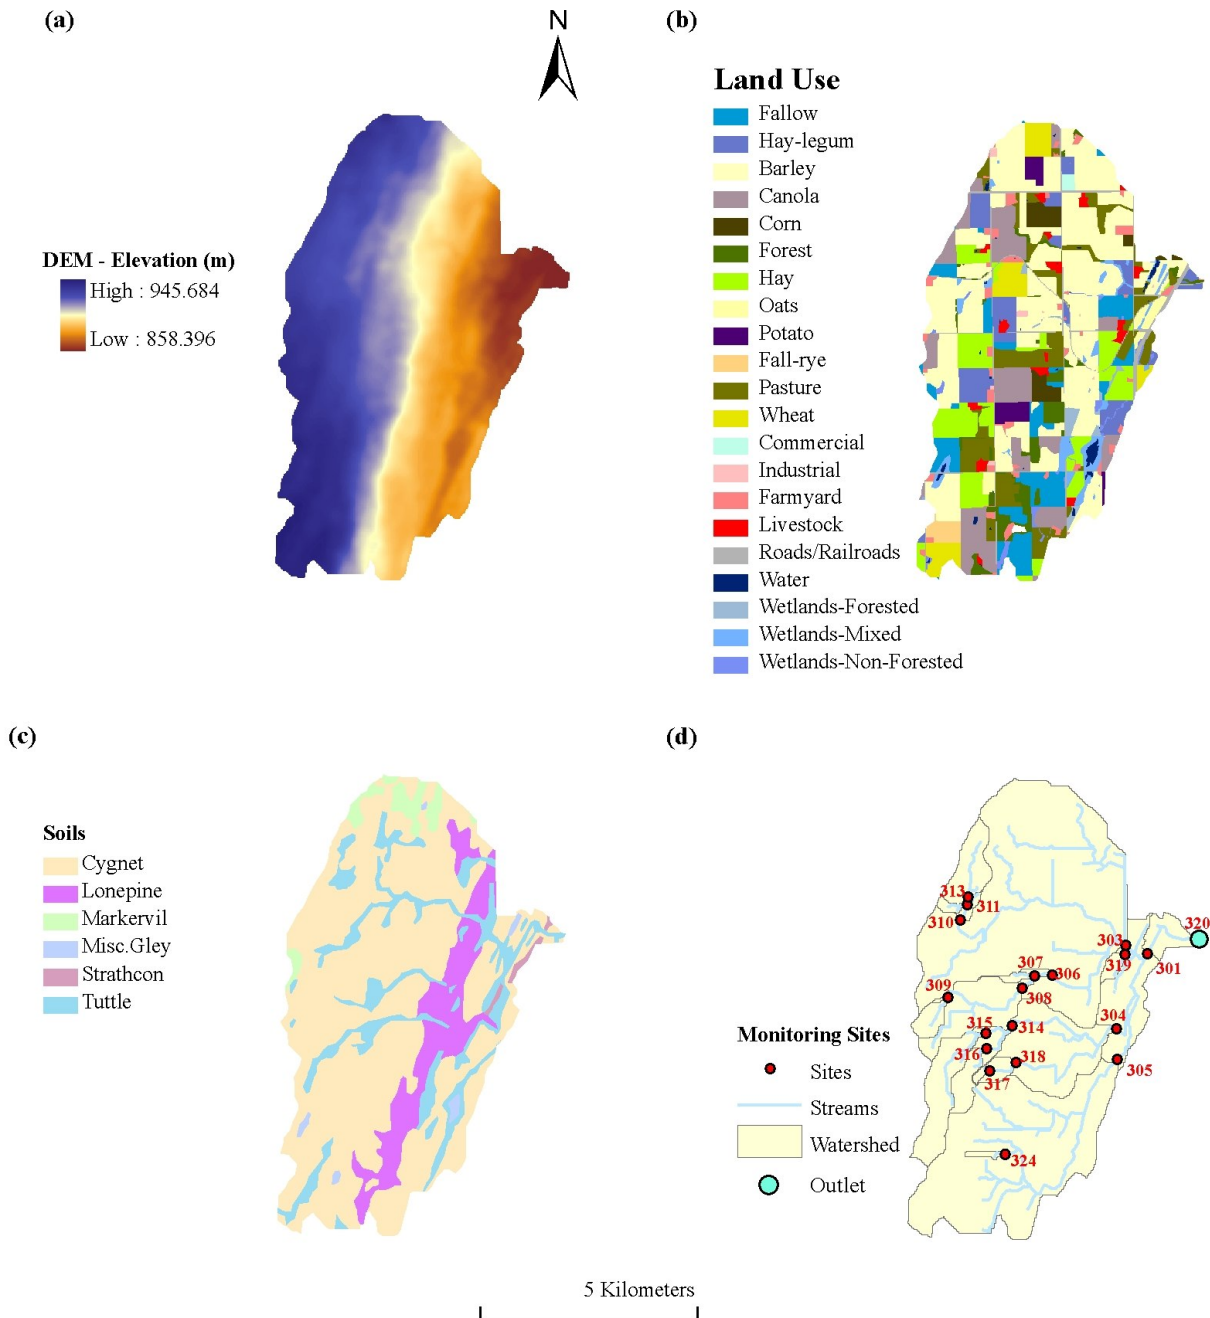 (a)
N
DEM - Elevation (m)
High : 945.684
Low : 858.396
(b)
Land Use
Fallow
Hay-legum
Barley
Canola
Corn
Forest
Hay
Oats
Potato
Fall-rye
Pasture
Wheat
Commercial
Industrial
Farmyard
Livestock
Roads/Railroads
Water
Wetlands-Forested
Wetlands-Mixed
Wetlands-Non-Forested
(c)
Soils
Cygnet
Lonepine
Markervil
Misc.Gley
Strathcon
Tuttle
(d)
313
311
310
320
303
319
301
307
306
309
308
315
314
304
316
318
305
317
324
Monitoring Sites
Sites
Streams
Watershed
Outlet
5 Kilometers